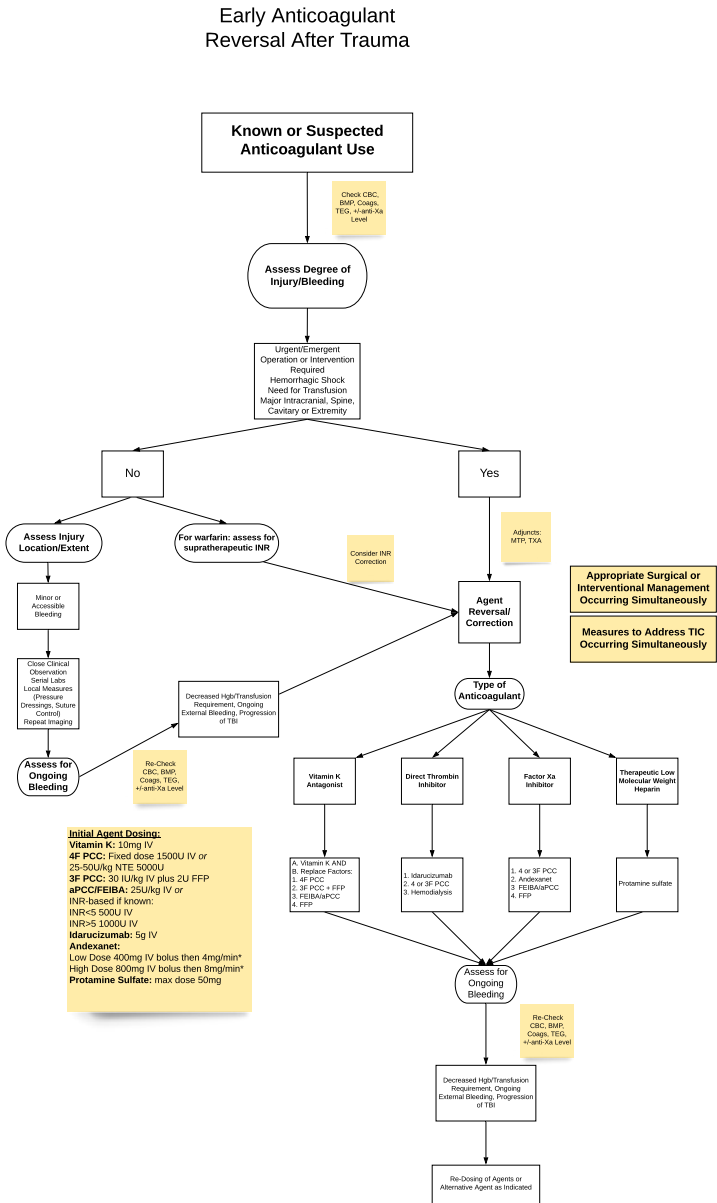 Early Anticoagulant
Reversal After Trauma
Known or Suspected
Anticoagulant Use
Check CBC,
BMP, Coags,
TEG, +/-anti-Xa
Level
Assess Degree of
Injury/Bleeding
Urgent/Emergent
Operation or Intervention
Required
Hemorrhagic Shock
Need for Transfusion
Major Intracranial, Spine,
Cavitary or Extremity
No
Yes
Assess Injury
Location/Extent
For warfarin: assess for
supratherapeutic INR
Consider INR
Correction
Adjuncts:
MTP, TXA
Minor or
Accessible
Bleeding
Agent
Reversal/
Correction
Appropriate Surgical or
Interventional Management
Occurring Simultaneously
Measures to Address TIC
Occurring Simultaneously
Close Clinical
Observation
Serial Labs
Local Measures
(Pressure
Dressings, Suture
Control)
Repeat Imaging
Decreased Hgb/Transfusion
Requirement, Ongoing
External Bleeding, Progression
of TBI
Type of
Anticoagulant
Assess for
Ongoing
Bleeding
Re-Check
CBC, BMP,
Coags, TEG,
+/-anti-Xa Level
Vitamin K
Antagonist
Direct Thrombin
Inhibitor
Factor Xa
Inhibitor
Therapeutic Low
Molecular Weight
Heparin
Initial Agent Dosing:
Vitamin K: 10mg IV
4F PCC: Fixed dose 1500U IV or
25-50U/kg NTE 5000U
3F PCC: 30 IU/kg IV plus 2U FFP
aPCC/FEIBA: 25U/kg IV or
INR-based if known:
INR<5 500U IV
INR>5 1000U IV
Idarucizumab: 5g IV
Andexanet:
Low Dose 400mg IV bolus then 4mg/min*
High Dose 800mg IV bolus then 8mg/min*
Protamine Sulfate: max dose 50mg
A. Vitamin K AND
B. Replace Factors:
1. 4F PCC
2. 3F PCC + FFP
3. FEIBA/aPCC
4. FFP
1. Idarucizumab
2. 4 or 3F PCC
3. Hemodialysis
1. 4 or 3F PCC
2. Andexanet
3  FEIBA/aPCC
4. FFP
Protamine sulfate
Assess for
Ongoing
Bleeding
Re-Check
CBC, BMP,
Coags, TEG,
+/-anti-Xa Level
Decreased Hgb/Transfusion
Requirement, Ongoing
External Bleeding, Progression
of TBI
Re-Dosing of Agents or
Alternative Agent as Indicated